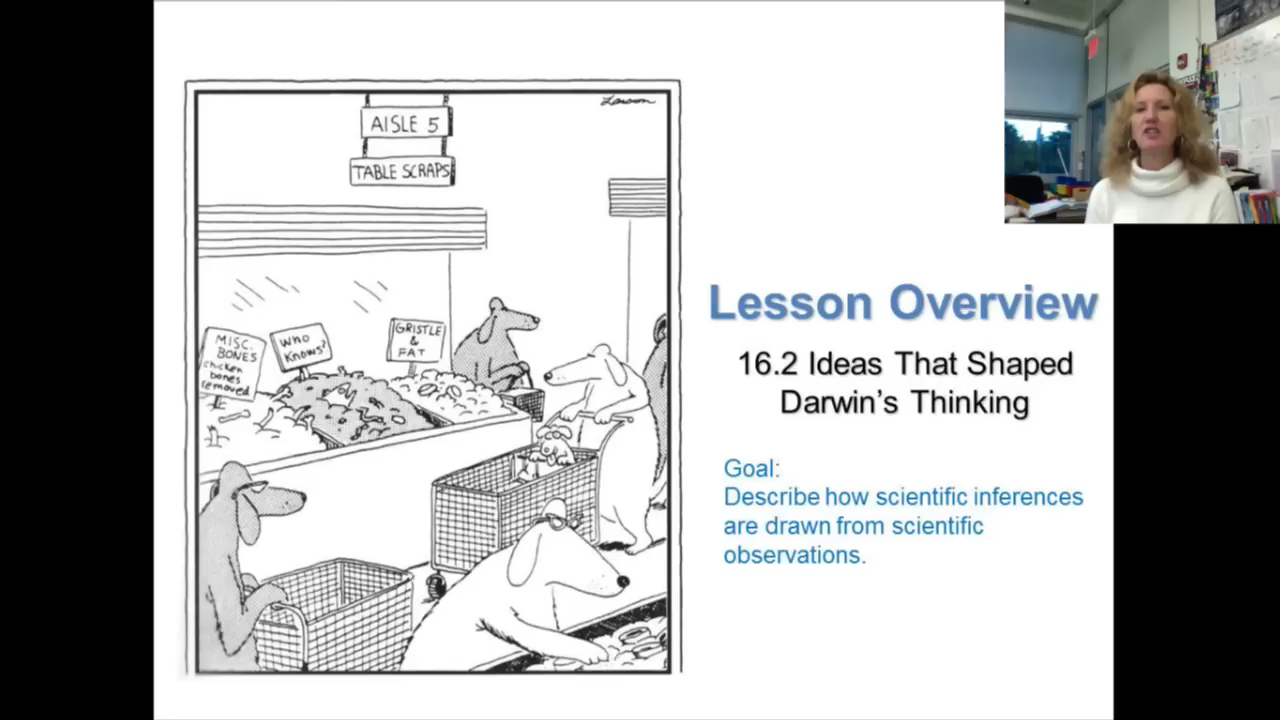 Larson
AISLE 5
TABLE SCRAPS
MISC.
BONES
chicken
bones
removed
WHO
KNOWS?
GRISTLE
&
FAT
Lesson Overview
16.2 Ideas That Shaped
Darwin’s Thinking
Goal:
Describe how scientific inferences
are drawn from scientific
observations.